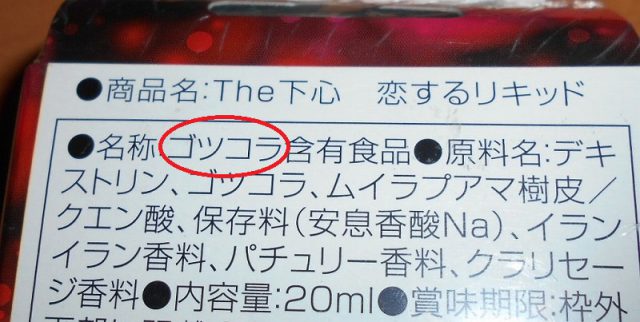 ●商品名:The下心　恋するリキッド
●名称:ゴツコラ含有食品●原料名:デキ
ストリン、ゴツコラ、ムイラプアマ樹皮／
クエン酸、保存料(安息香酸Na)、イラン
イラン香料、パチュリー香料、クラリセー
ジ香料●内容量:20ml●賞味期限:枠外